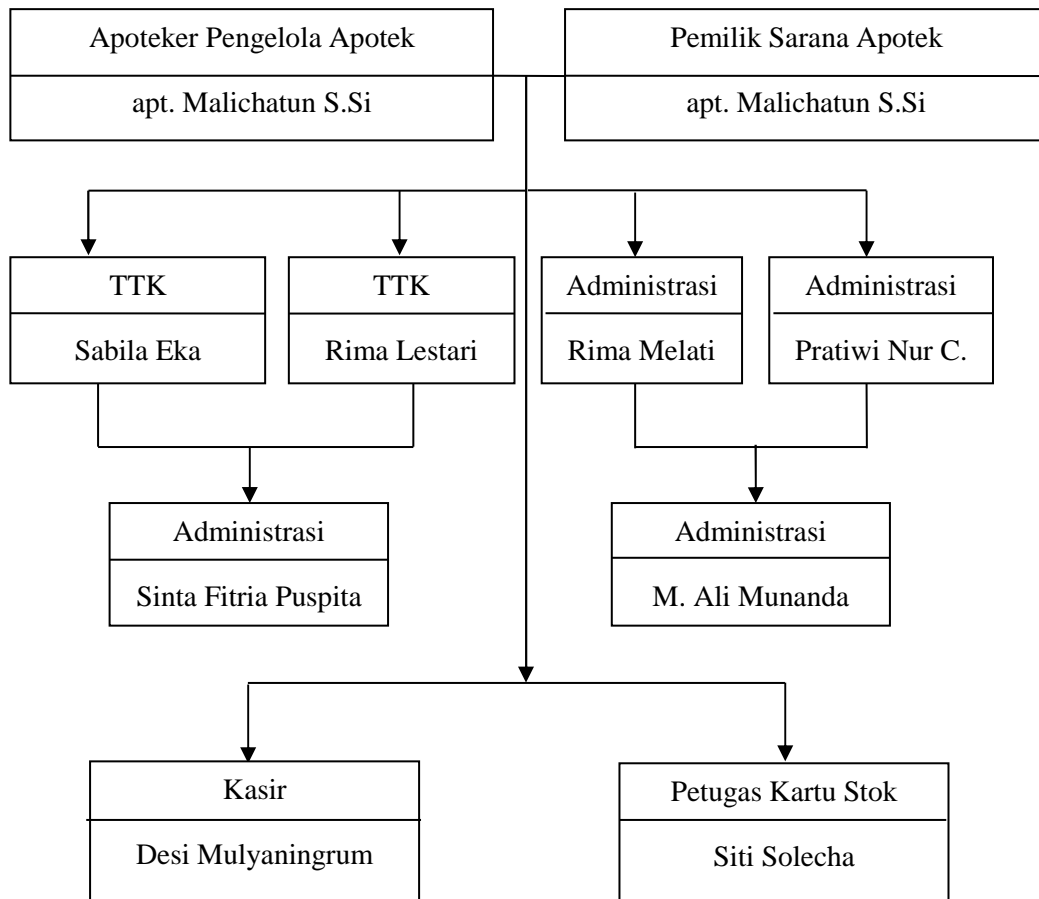 Apoteker Pengelola Apotek
apt. Malichatun S.Si
Pemilik Sarana Apotek
apt. Malichatun S.Si
TTK
Sabila Eka
TTK
Rima Lestari
Administrasi
Rima Melati
Administrasi
Pratiwi Nur C.
Administrasi
Sinta Fitria Puspita
Administrasi
M. Ali Munanda
Kasir
Desi Mulyaningrum
Petugas Kartu Stok
Siti Solecha